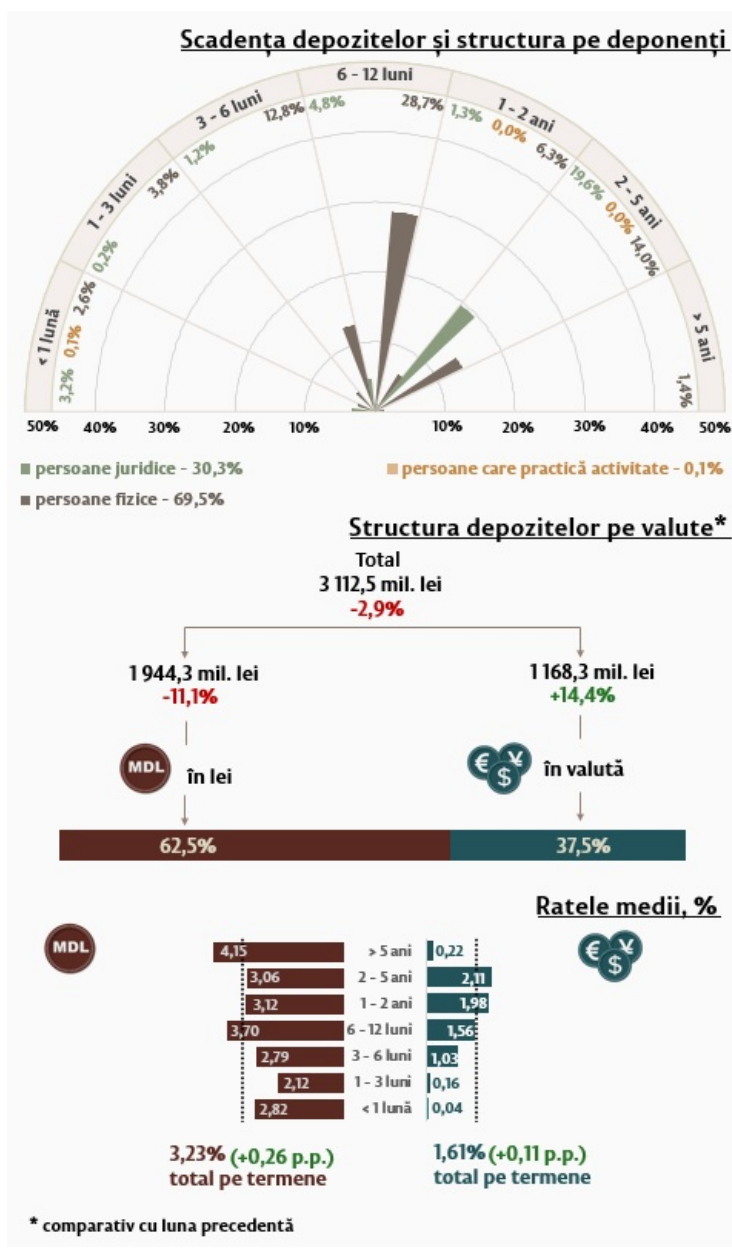 Scadența depozitelor și structura pe deponenți
< 1 lună
1 - 3 luni
3 - 6 luni
6 - 12 luni
1 - 2 ani
2 - 5 ani
> 5 ani
3,2% 0,1% 2,6%
0,2% 3,8%
1,2% 12,8%
4,8% 28,7%
1,3% 0,0% 6,3%
19,6% 0,0% 14,0%
1,4%
50% 40% 30% 20% 10% 10% 20% 30% 40% 50%
persoane juridice - 30,3%
persoane care practică activitate - 0,1%
persoane fizice - 69,5%
Structura depozitelor pe valute*
Total
3 112,5 mil. lei
-2,9%
1 944,3 mil. lei
-11,1%
1 168,3 mil. lei
+14,4%
MDL în lei
€ ¥ $ în valută
62,5% 37,5%
Ratele medii, %
MDL
€ ¥ $
4,15 > 5 ani 0,22
3,06 2 - 5 ani 2,11
3,12 1 - 2 ani 1,98
3,70 6 - 12 luni 1,56
2,79 3 - 6 luni 1,03
2,12 1 - 3 luni 0,16
2,82 < 1 lună 0,04
3,23% (+0,26 p.p.)
total pe termene
1,61% (+0,11 p.p.)
total pe termene
* comparativ cu luna precedentă